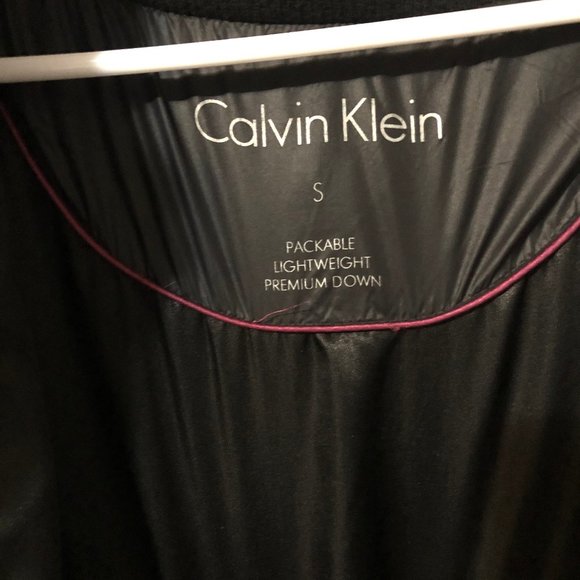 Calvin Klein
S
PACKABLE
LIGHTWEIGHT
PREMIUM DOWN